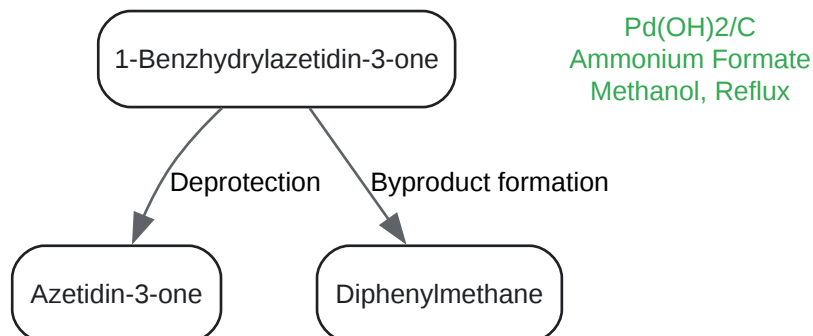 Pd(OH)2/C
Ammonium Formate
Methanol, Reflux
1-Benzhydrylazetidin-3-one
Deprotection
Byproduct formation
Azetidin-3-one
Diphenylmethane